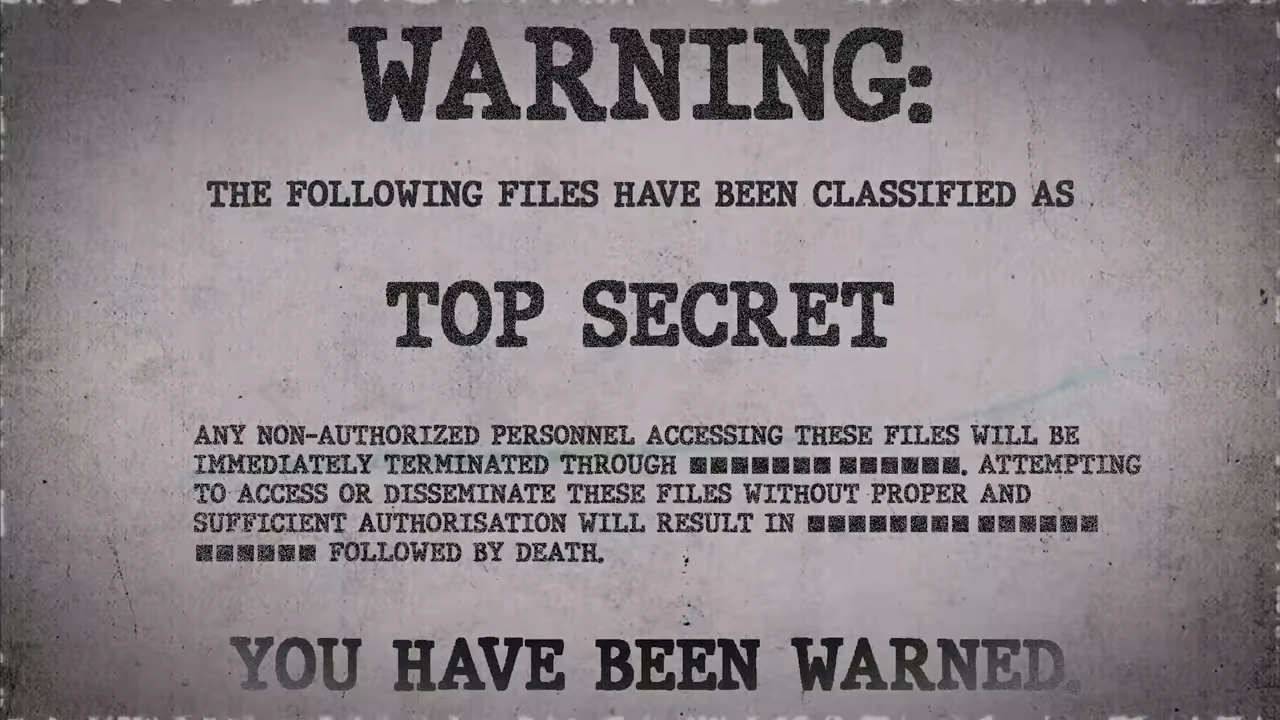 WARNING:
THE FOLLOWING FILES HAVE BEEN CLASSIFIED AS
TOP SECRET
ANY NON-AUTHORIZED PERSONNEL ACCESSING THESE FILES WILL BE
IMMEDIATELY TERMINATED THROUGH ■■■■■■■ ■■■■■■. ATTEMPTING
TO ACCESS OR DISSEMINATE THESE FILES WITHOUT PROPER AND
SUFFICIENT AUTHORISATION WILL RESULT IN ■■■■■■■■ ■■■■■■
■■■■■■ FOLLOWED BY DEATH.
YOU HAVE BEEN WARNED.